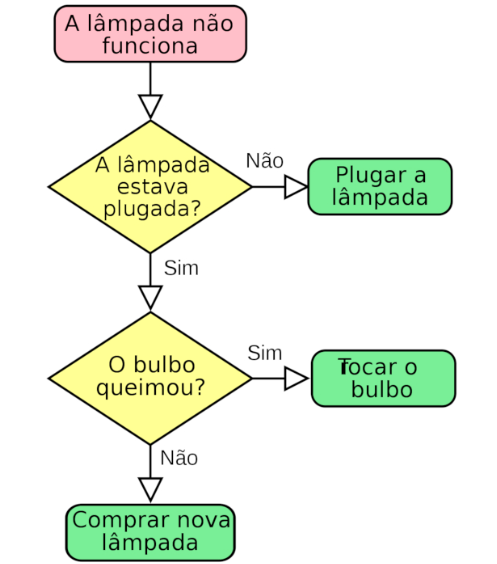 A lâmpada não
funciona
A lâmpada
estava
plugada?
Não
Plugar a
lâmpada
Sim
O bulbo
queimou?
Sim
Tocar o
bulbo
Não
Comprar nova
lâmpada